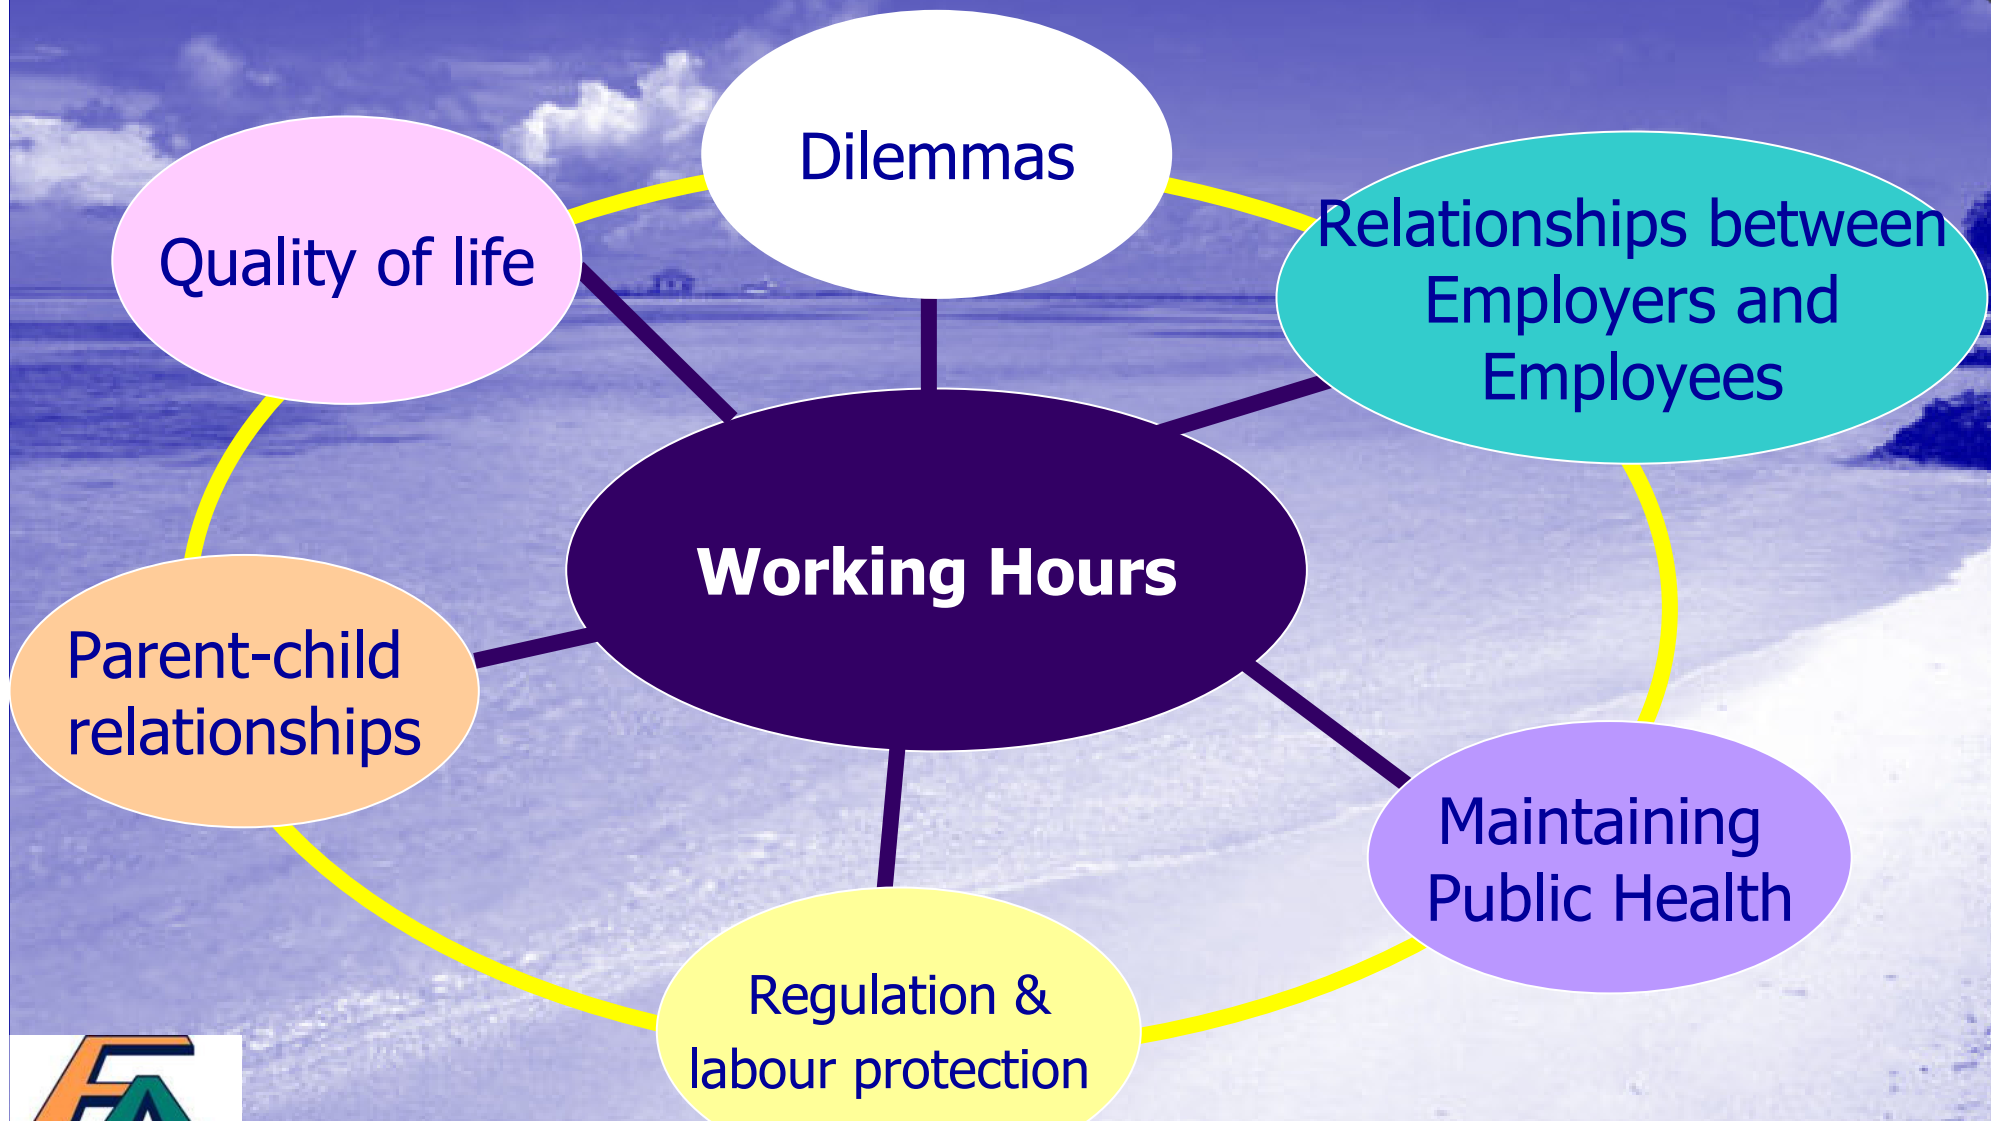 Dilemmas
Quality of life
Relationships between
Employers and
Employees
Working Hours
Parent-child
relationships
Maintaining
Public Health
Regulation &
labour protection